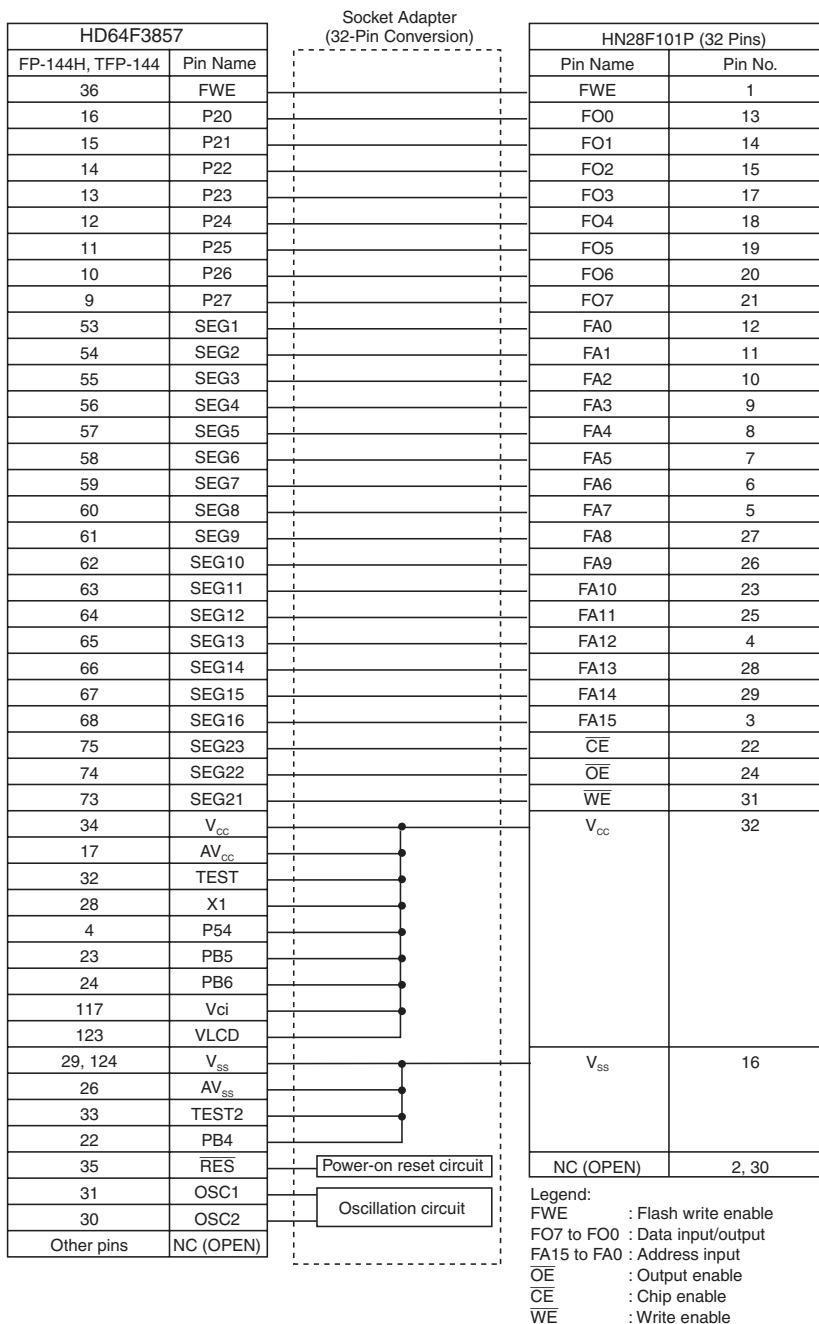 Socket Adapter
(32-Pin Conversion)
HD64F3857 HN28F101P (32 Pins)
FP-144H, TFP-144 Pin Name Pin Name Pin No.
36 FWE FWE 1
16 P20 FO0 13
15 P21 FO1 14
14 P22 FO2 15
13 P23 FO3 17
12 P24 FO4 18
11 P25 FO5 19
10 P26 FO6 20
9 P27 FO7 21
53 SEG1 FA0 12
54 SEG2 FA1 11
55 SEG3 FA2 10
56 SEG4 FA3 9
57 SEG5 FA4 8
58 SEG6 FA5 7
59 SEG7 FA6 6
60 SEG8 FA7 5
61 SEG9 FA8 27
62 SEG10 FA9 26
63 SEG11 FA10 23
64 SEG12 FA11 25
65 SEG13 FA12 4
66 SEG14 FA13 28
67 SEG15 FA14 29
68 SEG16 FA15 3
75 SEG23 C̅E̅ 22
74 SEG22 O̅E̅ 24
73 SEG21 W̅E̅ 31
34 Vcc Vcc 32
17 AVcc
32 TEST
28 X1
4 P54
23 PB5
24 PB6
117 Vci
123 VLCD
29, 124 Vss Vss 16
26 AVss
33 TEST2
22 PB4
35 R̅E̅S̅ Power-on reset circuit NC (OPEN) 2, 30
31 OSC1 Oscillation circuit
30 OSC2
Other pins NC (OPEN)
Legend:
FWE : Flash write enable
FO7 to FO0 : Data input/output
FA15 to FA0 : Address input
O̅E̅ : Output enable
C̅E̅ : Chip enable
W̅E̅ : Write enable